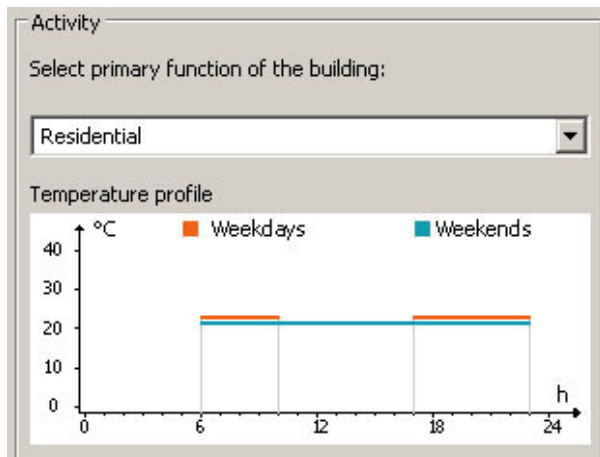 Activity
Select primary function of the building:
Residential
Temperature profile
°C Weekdays Weekends
40
30
20
10
0
h
0 6 12 18 24